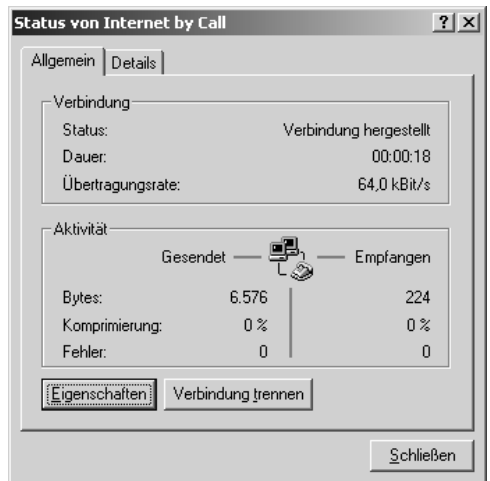 Status von Internet by Call
Allgemein Details
Verbindung
Status: Verbindung hergestellt
Dauer: 00:00:18
Übertragungsrate: 64,0 kBit/s
Aktivität
Gesendet Empfangen
Bytes: 6.576 224
Komprimierung: 0 % 0 %
Fehler: 0 0
Eigenschaften Verbindung trennen
Schließen